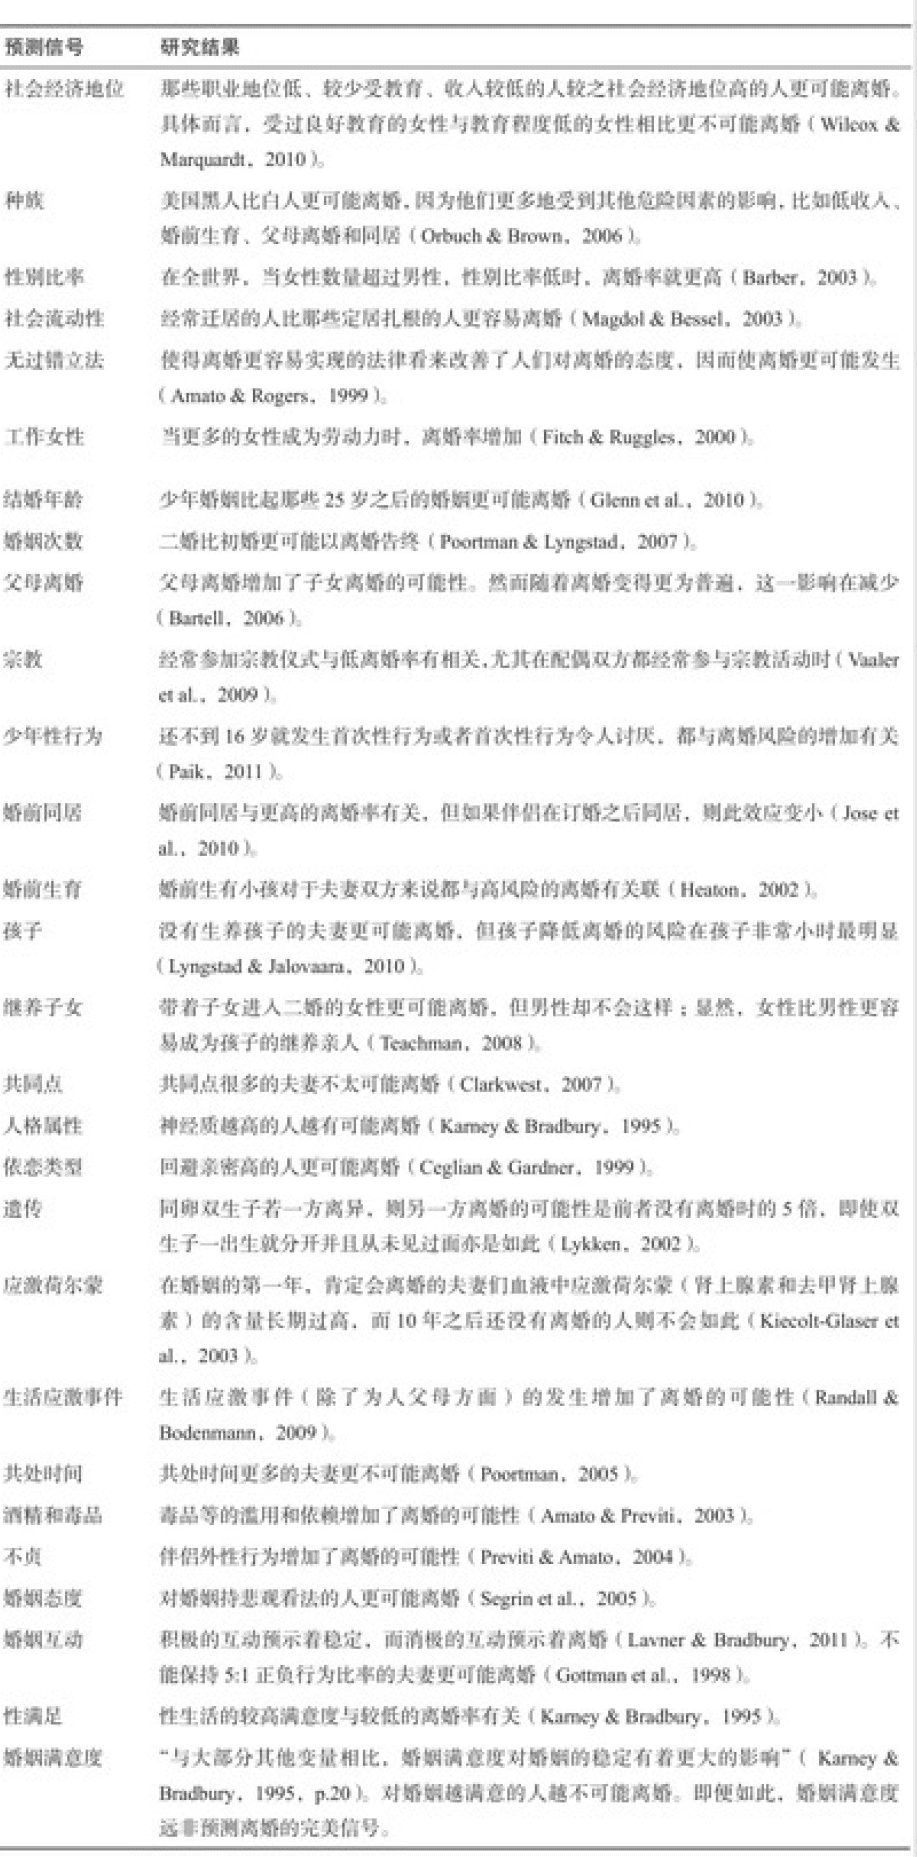 预测信号 研究结果
社会经济地位 那些职业地位低、较少受教育、收入较低的人较之社会经济地位高的人更可能离婚。
具体而言，受过良好教育的女性与教育程度低的女性相比更不可能离婚（Wilcox &
Marquardt，2010）。
种族 美国黑人比白人更可能离婚，因为他们更多地受到其他危险因素的影响，比如低收入、
婚前生育、父母离婚和同居（Orbuch & Brown，2006）。
性别比率 在全世界，当女性数量超过男性，性别比率低时，离婚率就更高（Barber，2003）。
社会流动性 经常迁居的人比那些定居扎根的人更容易离婚（Magdol & Bessel，2003）。
无过错立法 使得离婚更容易实现的法律看来改善了人们对离婚的态度，因而使离婚更可能发生
（Amato & Rogers，1999）。
工作女性 当更多的女性成为劳动力时，离婚率增加（Fitch & Ruggles，2000）。
结婚年龄 少年婚姻比起那些 25 岁之后的婚姻更可能离婚（Glenn et al.，2010）。
婚姻次数 二婚比初婚更可能以离婚告终（Poortman & Lyngstad，2007）。
父母离婚 父母离婚增加了子女离婚的可能性。然而随着离婚变得更为普遍，这一影响在减少
（Bartell，2006）。
宗教 经常参加宗教仪式与低离婚率有相关，尤其在配偶双方都经常参与宗教活动时（Vaaler
et al.，2009）。
少年性行为 还不到 16 岁就发生首次性行为或者首次性行为令人讨厌，都与离婚风险的增加有关
（Paik，2011）。
婚前同居 婚前同居与更高的离婚率有关，但如果伴侣在订婚之后同居，则此效应变小（Jose et
al.，2010）。
婚前生育 婚前生有小孩对于夫妻双方来说都与高风险的离婚有关联（Heaton，2002）。
孩子 没有生养孩子的夫妻更可能离婚，但孩子降低离婚的风险在孩子非常小时最明显
（Lyngstad & Jalovaara，2010）。
继养子女 带着子女进入二婚的女性更可能离婚，但男性却不会这样；显然，女性比男性更容
易成为孩子的继养亲人（Teachman，2008）。
共同点 共同点很多的夫妻不太可能离婚（Clarkwest，2007）。
人格属性 神经质越高的人越有可能离婚（Karney & Bradbury，1995）。
依恋类型 回避亲密高的人更可能离婚（Ceglian & Gardner，1999）。
遗传 同卵双生子若一方离异，则另一方离婚的可能性是前者没有离婚时的 5 倍，即使双
生子一出生就分开并且从未见过面亦是如此（Lykken，2002）。
应激荷尔蒙 在婚姻的第一年，肯定会离婚的夫妻们血液中应激荷尔蒙（肾上腺素和去甲肾上腺
素）的含量长期过高，而 10 年之后还没有离婚的人则不会如此（Kiecolt-Glaser et
al.，2003）。
生活应激事件 生活应激事件（除了为人父母方面）的发生增加了离婚的可能性（Randall &
Bodenmann，2009）。
共处时间 共处时间更多的夫妻更不可能离婚（Poortman，2005）。
酒精和毒品 毒品等的滥用和依赖增加了离婚的可能性（Amato & Previti，2003）。
不贞 伴侣外性行为增加了离婚的可能性（Previti & Amato，2004）。
婚姻态度 对婚姻持悲观看法的人更可能离婚（Segrin et al.，2005）。
婚姻互动 积极的互动预示着稳定，而消极的互动预示着离婚（Lavner & Bradbury，2011）。不
能保持 5:1 正负行为比率的夫妻更可能离婚（Gottman et al.，1998）。
性满足 性生活的较高满意度与较低的离婚率有关（Karney & Bradbury，1995）。
婚姻满意度 “与大部分其他变量相比，婚姻满意度对婚姻的稳定有着更大的影响”（Karney &
Bradbury，1995，p.20）。对婚姻越满意的人越不可能离婚。即便如此，婚姻满意度
远非预测离婚的完美信号。